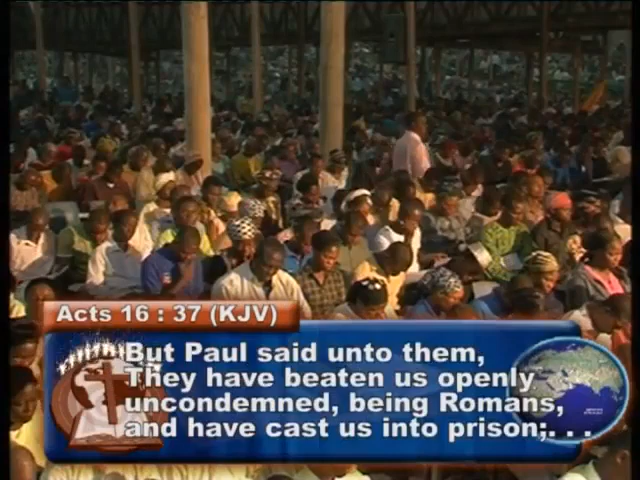 Acts 16 : 37 (KJV)
But Paul said unto them,
They have beaten us openly
uncondemned, being Romans,
and have cast us into prison;. . .